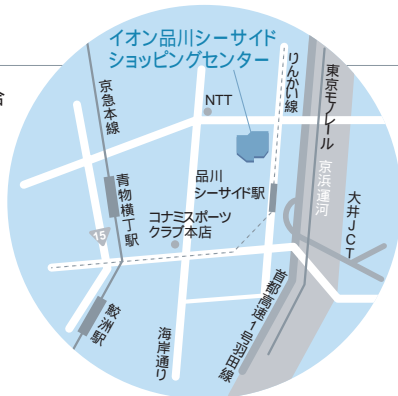 イオン品川シーサイド
ショッピングセンター
京急本線
NTT
りんかい線
東京モノレール
京浜運河
品川
シーサイド駅
大井JCT
青物横丁駅
コナミスポーツ
クラブ本店
15
鮫洲駅
海岸通り
首都高速1号羽田線